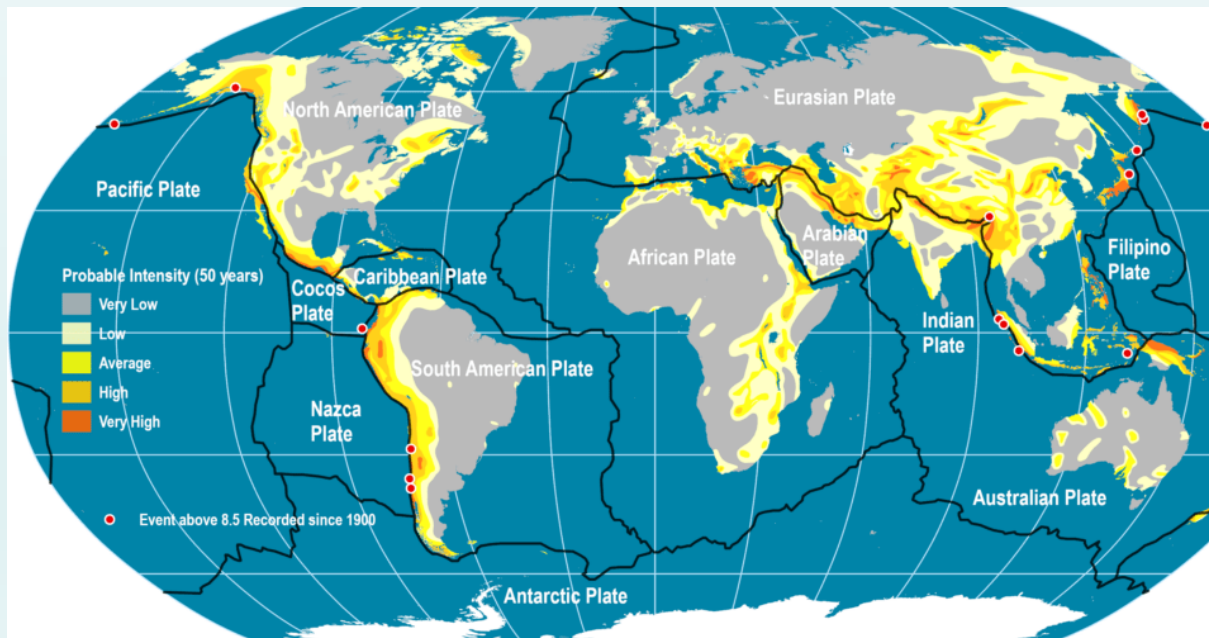 North American Plate
Eurasian Plate
Pacific Plate
African Plate
Arabian
Plate
Filipino
Plate
Probable Intensity (50 years)
Very Low
Low
Average
High
Very High
Caribbean Plate
Cocos
Plate
Indian
Plate
South American Plate
Nazca
Plate
Australian Plate
Event above 8.5 Recorded since 1900
Antarctic Plate